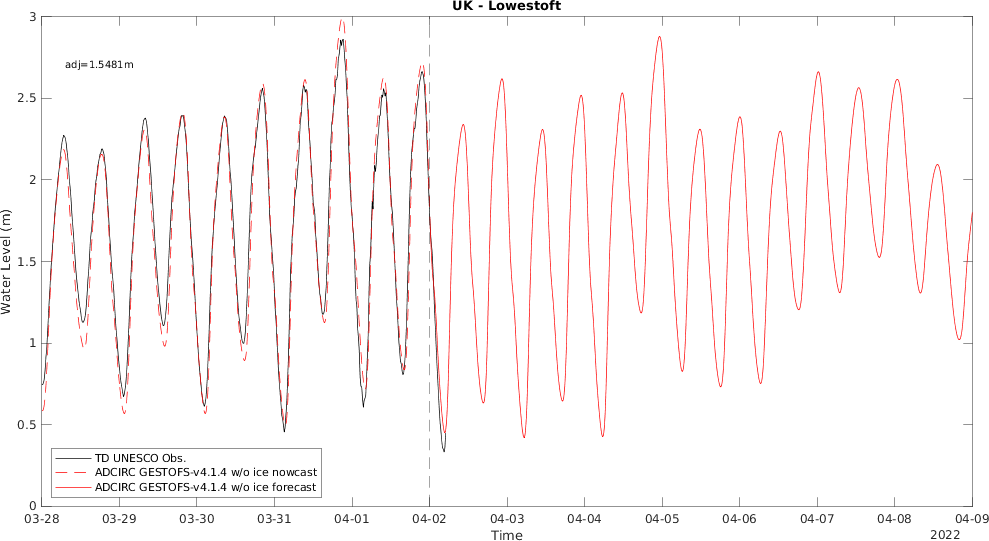 UK - Lowestoft
3
adj=1.5481m
2.5
2
1.5
1
0.5
0
Water Level (m)
TD UNESCO Obs.
ADCIRC GESTOFS-v4.1.4 w/o ice nowcast
ADCIRC GESTOFS-v4.1.4 w/o ice forecast
03-28 03-29 03-30 03-31 04-01 04-02 04-03 04-04 04-05 04-06 04-07 04-08 04-09
Time
2022